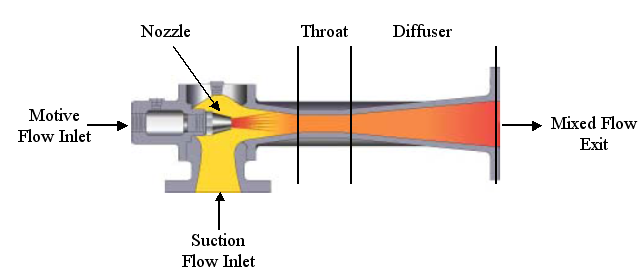 Nozzle
Throat
Diffuser
Motive
Flow Inlet
Mixed Flow
Exit
Suction
Flow Inlet